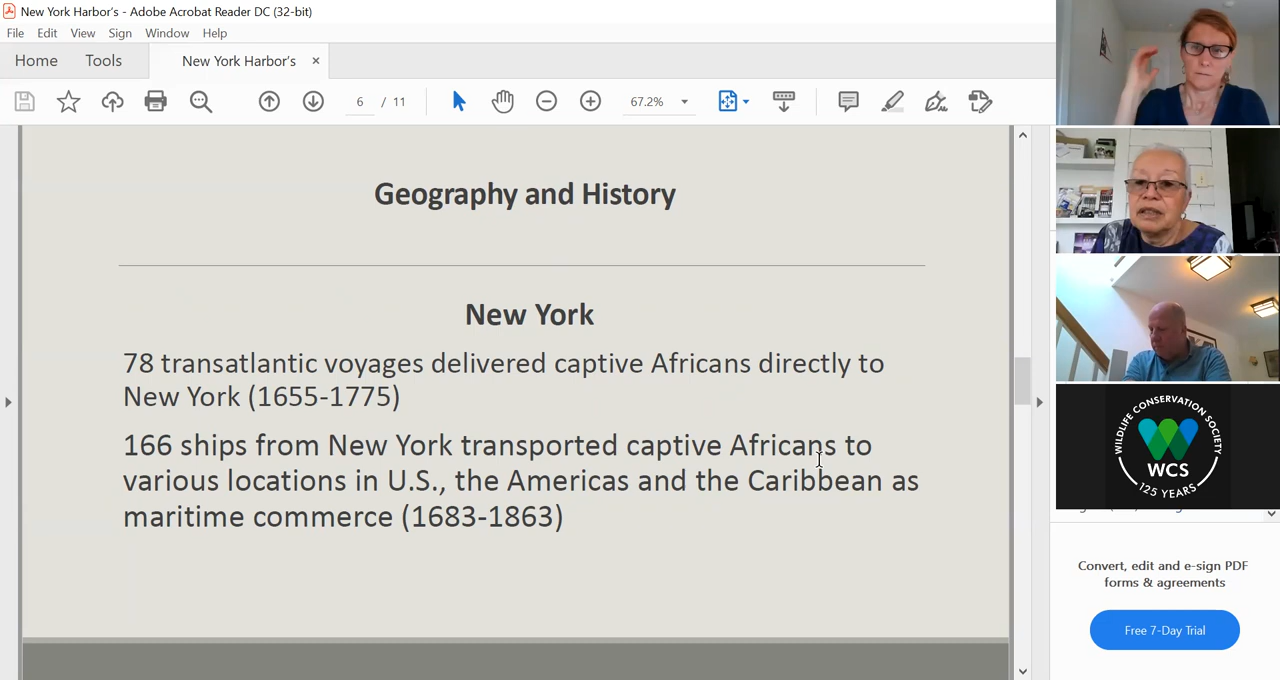 New York Harbor's - Adobe Acrobat Reader DC (32-bit)
File Edit View Sign Window Help
Home Tools New York Harbor's ×
6 / 11 67.2%
Geography and History
New York
78 transatlantic voyages delivered captive Africans directly to
New York (1655-1775)
166 ships from New York transported captive Africans to
various locations in U.S., the Americas and the Caribbean as
maritime commerce (1683-1863)
WILDLIFE CONSERVATION SOCIETY
WCS
125 YEARS
Convert, edit and e-sign PDF
forms & agreements
Free 7-Day Trial